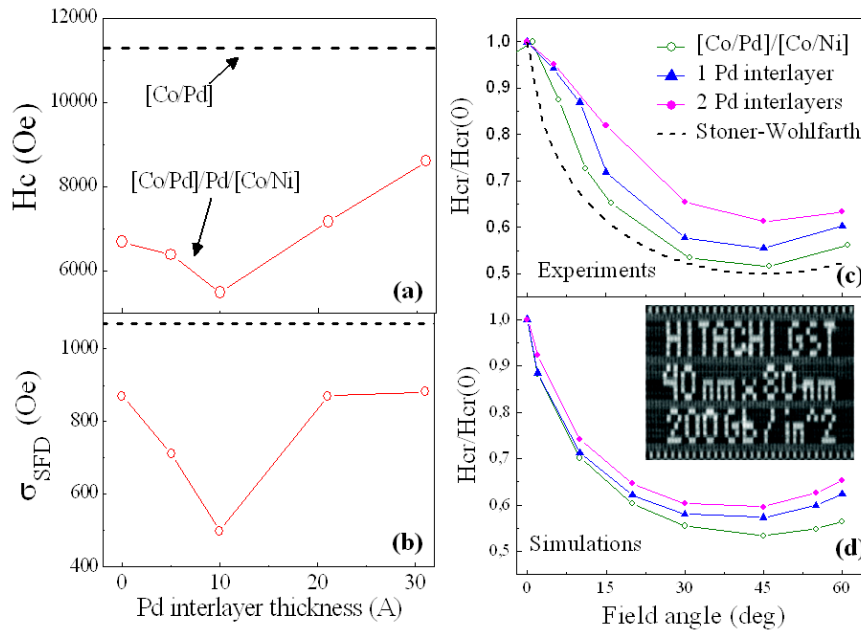 12000
10000
8000
6000
Hc (Oe)
[Co/Pd]
[Co/Pd]/Pd/[Co/Ni]
(a)
1000
800
600
400
σSFD (Oe)
(b)
0
10
20
30
Pd interlayer thickness (A)
1.0
0.9
0.8
0.7
0.6
0.5
Hcr/Hcr(0)
[Co/Pd]/[Co/Ni]
1 Pd interlayer
2 Pd interlayers
Stoner-Wohlfarth
Experiments
(c)
1.0
0.9
0.8
0.7
0.6
0.5
Hcr/Hcr(0)
HITACHI GST
40nmx80nm
200Gb/in^2
Simulations
(d)
0
15
30
45
60
Field angle (deg)